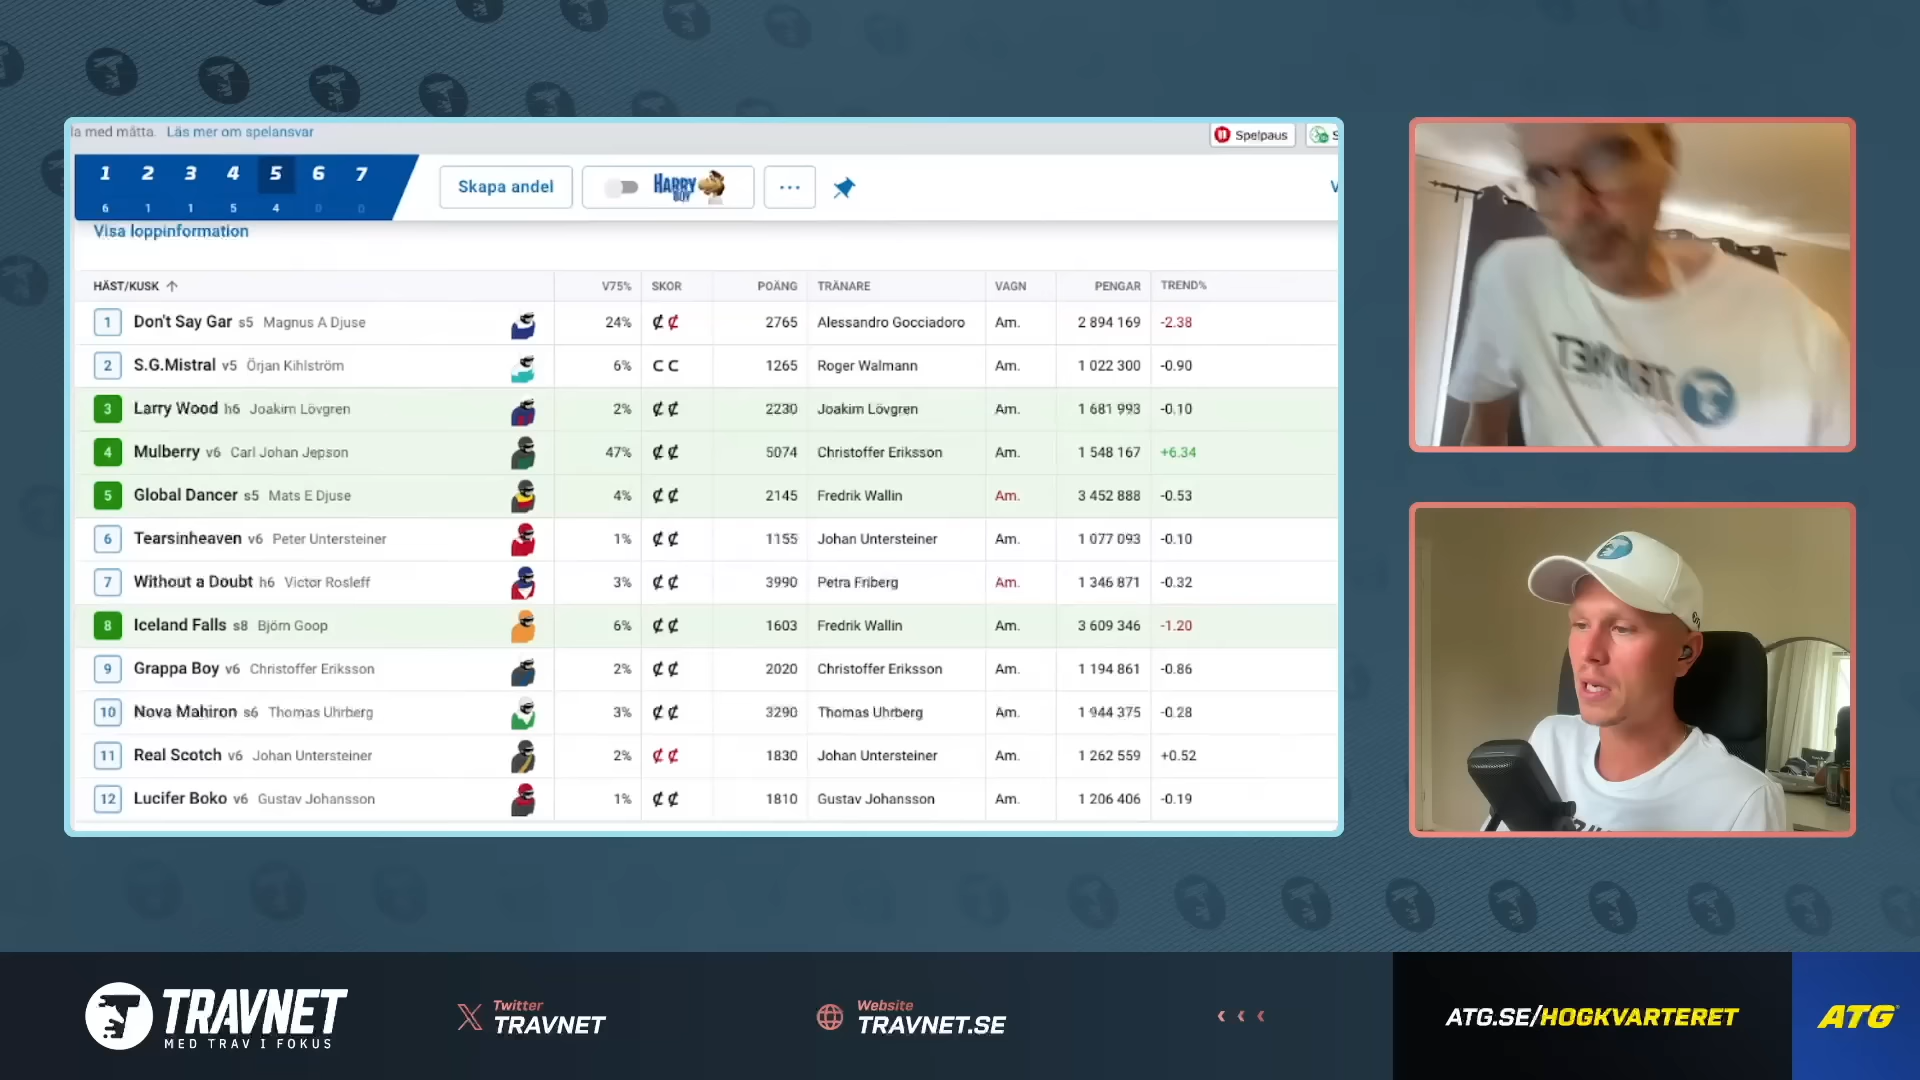 la med måtta. Läs mer om spelansvar
Spelpaus
S
1 2 3 4 5 6 7
6 1 1 5 4 0 0
Skapa andel
HARRY BOY
...
V
Visa loppinformation
HÄST/KUSK V75% SKOR POÄNG TRÄNARE VAGN PENGAR TREND%
1 Don't Say Gar s5 Magnus A Djuse 24% ȼ ȼ 2765 Alessandro Gocciadoro Am. 2 894 169 -2.38
2 S.G.Mistral v5 Örjan Kihlström 6% C C 1265 Roger Walmann Am. 1 022 300 -0.90
3 Larry Wood h6 Joakim Lövgren 2% ȼ ȼ 2230 Joakim Lövgren Am. 1 681 993 -0.10
4 Mulberry v6 Carl Johan Jepson 47% ȼ ȼ 5074 Christoffer Eriksson Am. 1 548 167 +6.34
5 Global Dancer s5 Mats E Djuse 4% ȼ ȼ 2145 Fredrik Wallin Am. 3 452 888 -0.53
6 Tearsinheaven v6 Peter Untersteiner 1% ȼ ȼ 1155 Johan Untersteiner Am. 1 077 093 -0.10
7 Without a Doubt h6 Victor Rosleff 3% ȼ ȼ 3990 Petra Friberg Am. 1 346 871 -0.32
8 Iceland Falls s8 Björn Goop 6% ȼ ȼ 1603 Fredrik Wallin Am. 3 609 346 -1.20
9 Grappa Boy v6 Christoffer Eriksson 2% ȼ ȼ 2020 Christoffer Eriksson Am. 1 194 861 -0.86
10 Nova Mahiron s6 Thomas Uhrberg 3% ȼ ȼ 3290 Thomas Uhrberg Am. 1 944 375 -0.28
11 Real Scotch v6 Johan Untersteiner 2% ȼ ȼ 1830 Johan Untersteiner Am. 1 262 559 +0.52
12 Lucifer Boko v6 Gustav Johansson 1% ȼ ȼ 1810 Gustav Johansson Am. 1 206 406 -0.19
TRAVNET
MED TRAV I FOKUS
Twitter
TRAVNET
Website
TRAVNET.SE
ATG.SE/HOGKVARTERET
ATG